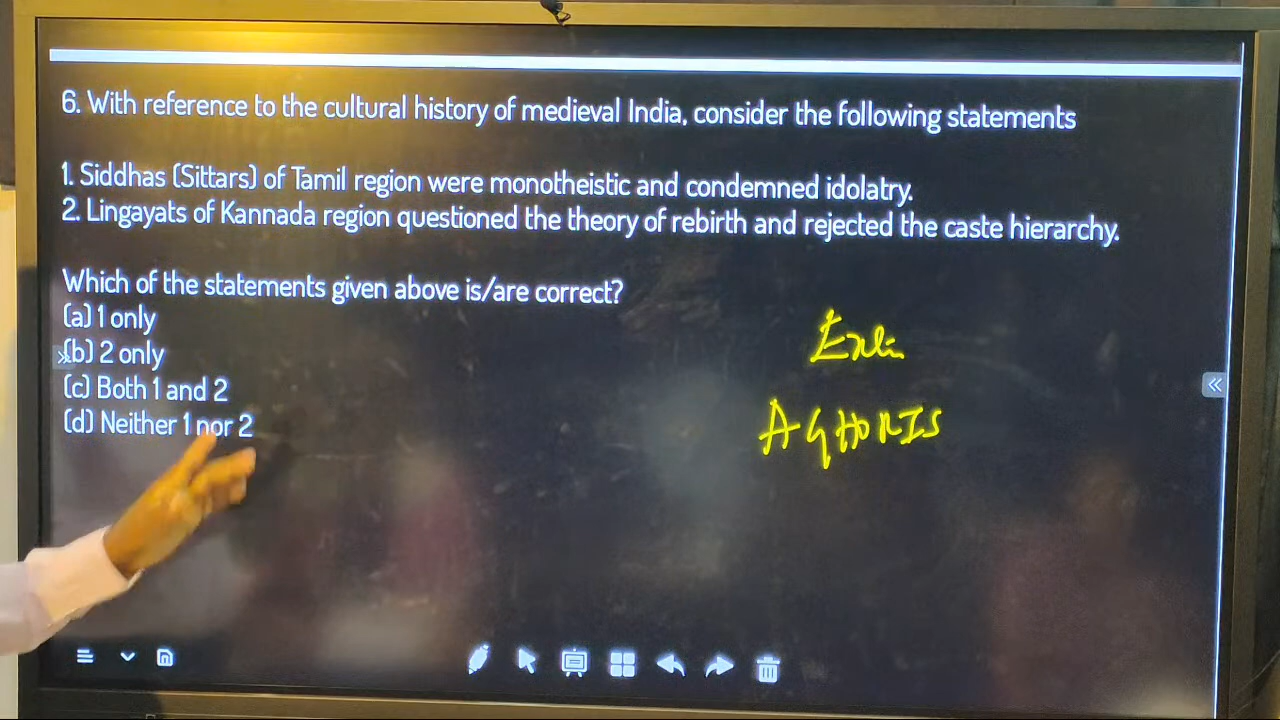 6. With reference to the cultural history of medieval India, consider the following statements
1. Siddhas (Sittars) of Tamil region were monotheistic and condemned idolatry.
2. Lingayats of Kannada region questioned the theory of rebirth and rejected the caste hierarchy.
Which of the statements given above is/are correct?
(a) 1 only
(b) 2 only
(c) Both 1 and 2
(d) Neither 1 nor 2
AGHORIS